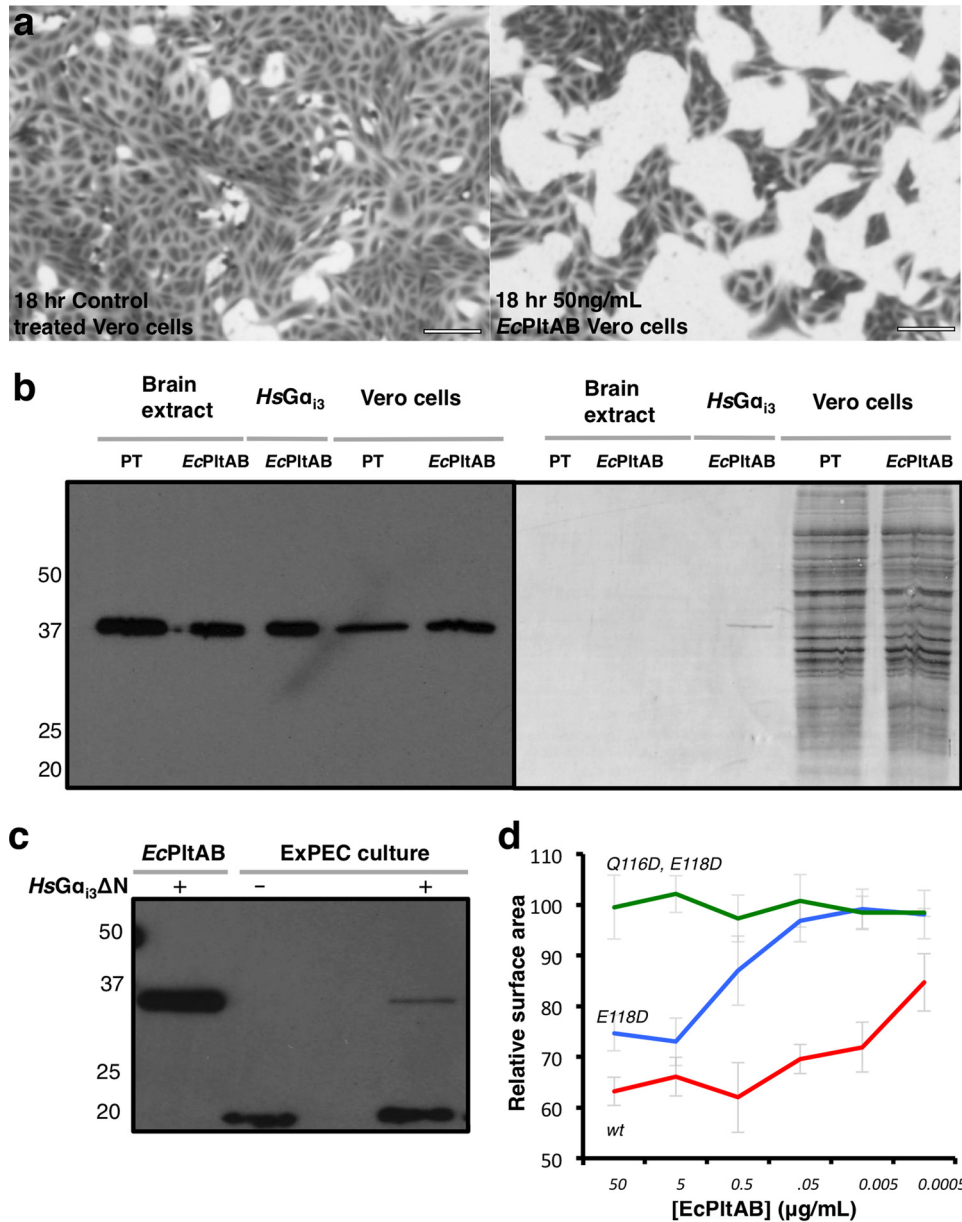 a
18 hr Control
treated Vero cells
18 hr 50ng/mL
EcPltAB Vero cells
b
Brain
extract
HsGαi3
Vero cells
Brain
extract
HsGαi3
Vero cells
PT
EcPltAB
EcPltAB
PT
EcPltAB
PT
EcPltAB
EcPltAB
PT
EcPltAB
50
37
25
20
c
EcPltAB
ExPEC culture
HsGαi3ΔN
+
−
+
50
37
25
20
d
Relative surface area
110
100
90
80
70
60
50
Q116D, E118D
E118D
wt
50
5
0.5
.05
0.005
0.0005
[EcPltAB] (μg/mL)